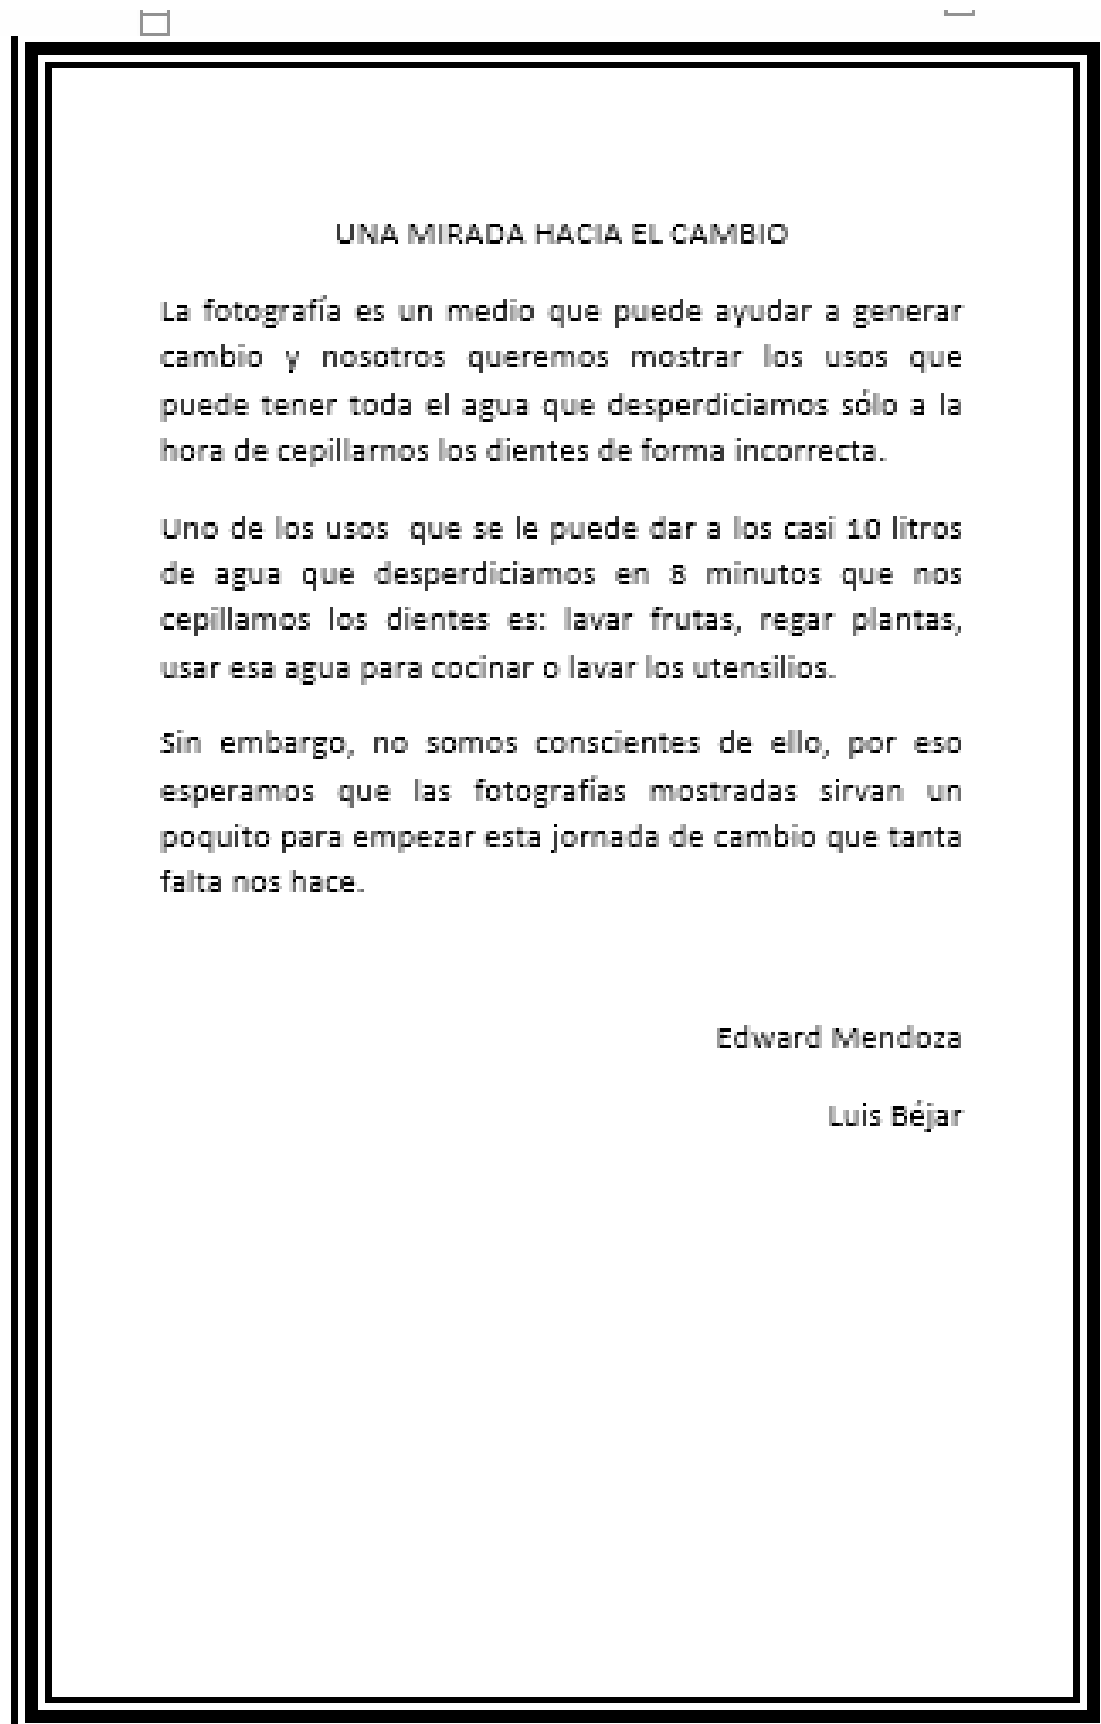 UNA MIRADA HACIA EL CAMBIO
La fotografía es un medio que puede ayudar a generar
cambio y nosotros queremos mostrar los usos que
puede tener toda el agua que desperdiciamos sólo a la
hora de cepillarnos los dientes de forma incorrecta.
Uno de los usos que se le puede dar a los casi 10 litros
de agua que desperdiciamos en 8 minutos que nos
cepillamos los dientes es: lavar frutas, regar plantas,
usar esa agua para cocinar o lavar los utensilios.
Sin embargo, no somos conscientes de ello, por eso
esperamos que las fotografías mostradas sirvan un
poquito para empezar esta jornada de cambio que tanta
falta nos hace.
Edward Mendoza
Luis Béjar